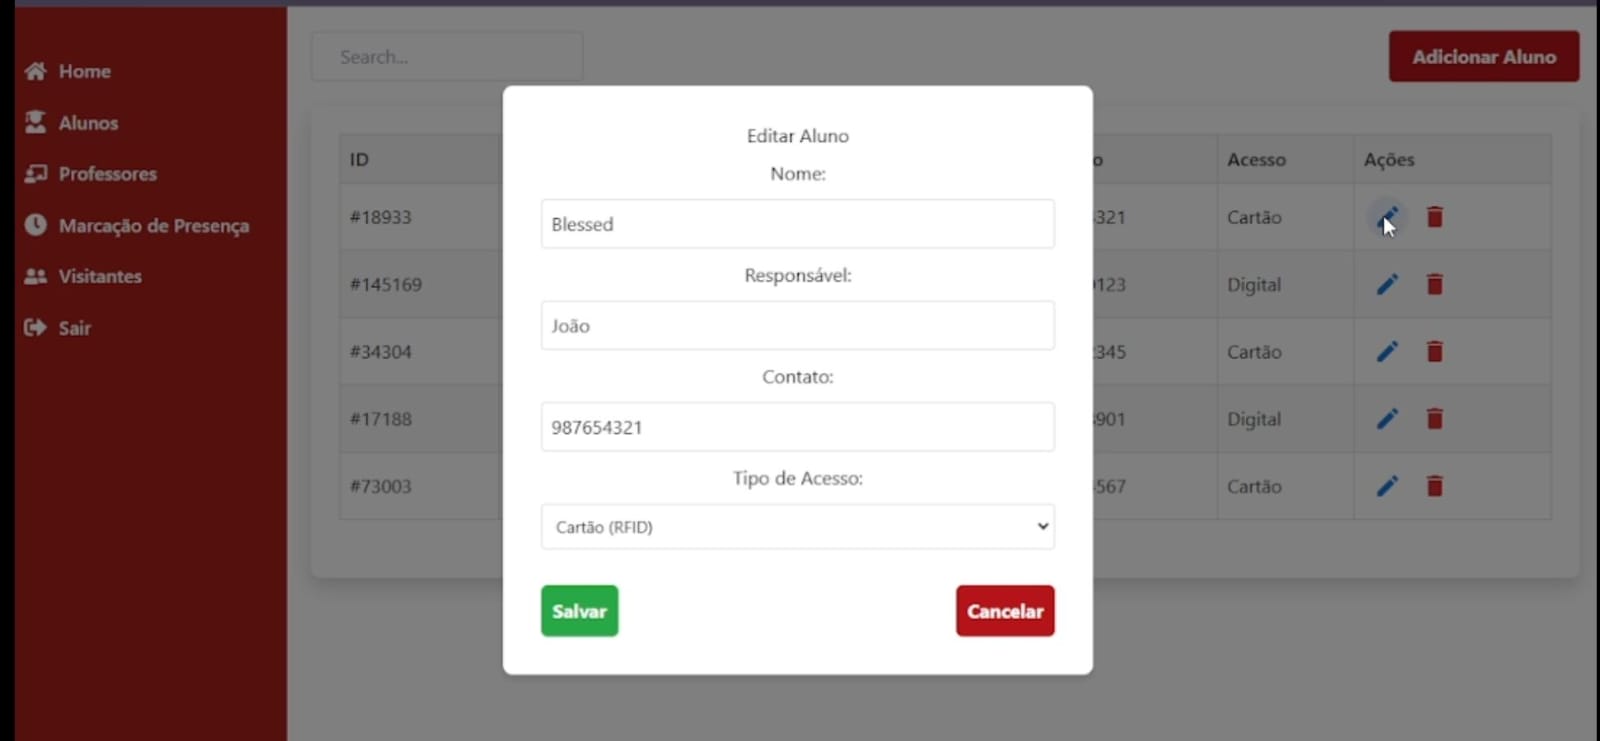 Home
Alunos
Professores
Marcação de Presença
Visitantes
Sair
Search...
Adicionar Aluno
ID
o
Acesso
Ações
#18933
321
Cartão
#145169
123
Digital
#34304
345
Cartão
#17188
901
Digital
#73003
567
Cartão
Editar Aluno
Nome:
Blessed
Responsável:
João
Contato:
987654321
Tipo de Acesso:
Cartão (RFID)
Salvar
Cancelar